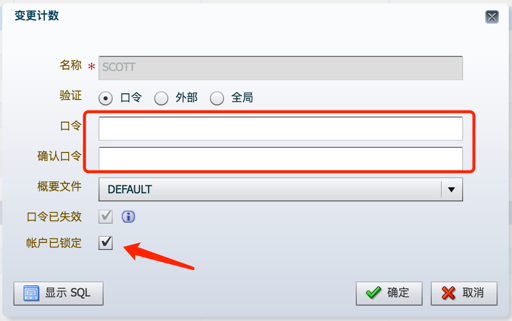 变更计数
名称 * SCOTT
验证 口令 外部 全局
口令
确认口令
概要文件 DEFAULT
口令已失效
帐户已锁定
显示 SQL 确定 取消